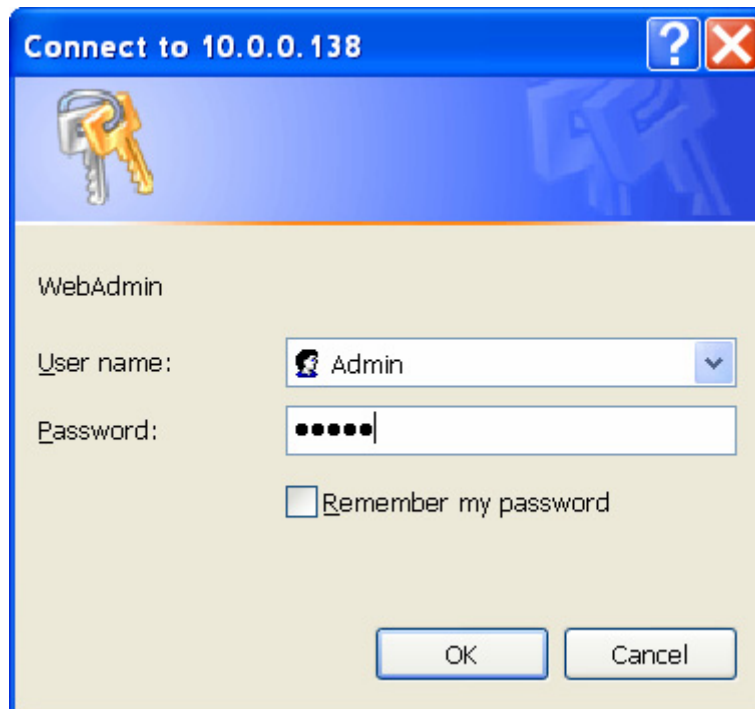 Connect to 10.0.0.138
WebAdmin
User name: Admin
Password: •••••
Remember my password
OK Cancel